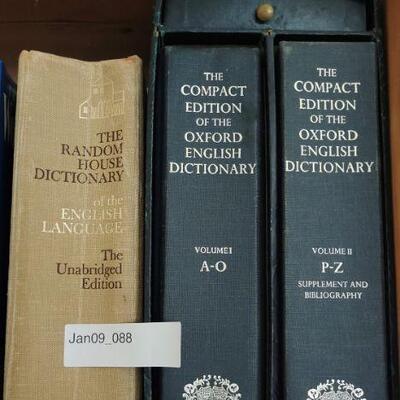 THE
RANDOM
HOUSE
DICTIONARY
of the
ENGLISH
LANGUAGE
The
Unabridged
Edition
Jan09_088
THE
COMPACT
EDITION
OF THE
OXFORD
ENGLISH
DICTIONARY
VOLUME I
A-O
THE
COMPACT
EDITION
OF THE
OXFORD
ENGLISH
DICTIONARY
VOLUME II
P-Z
SUPPLEMENT AND
BIBLIOGRAPHY